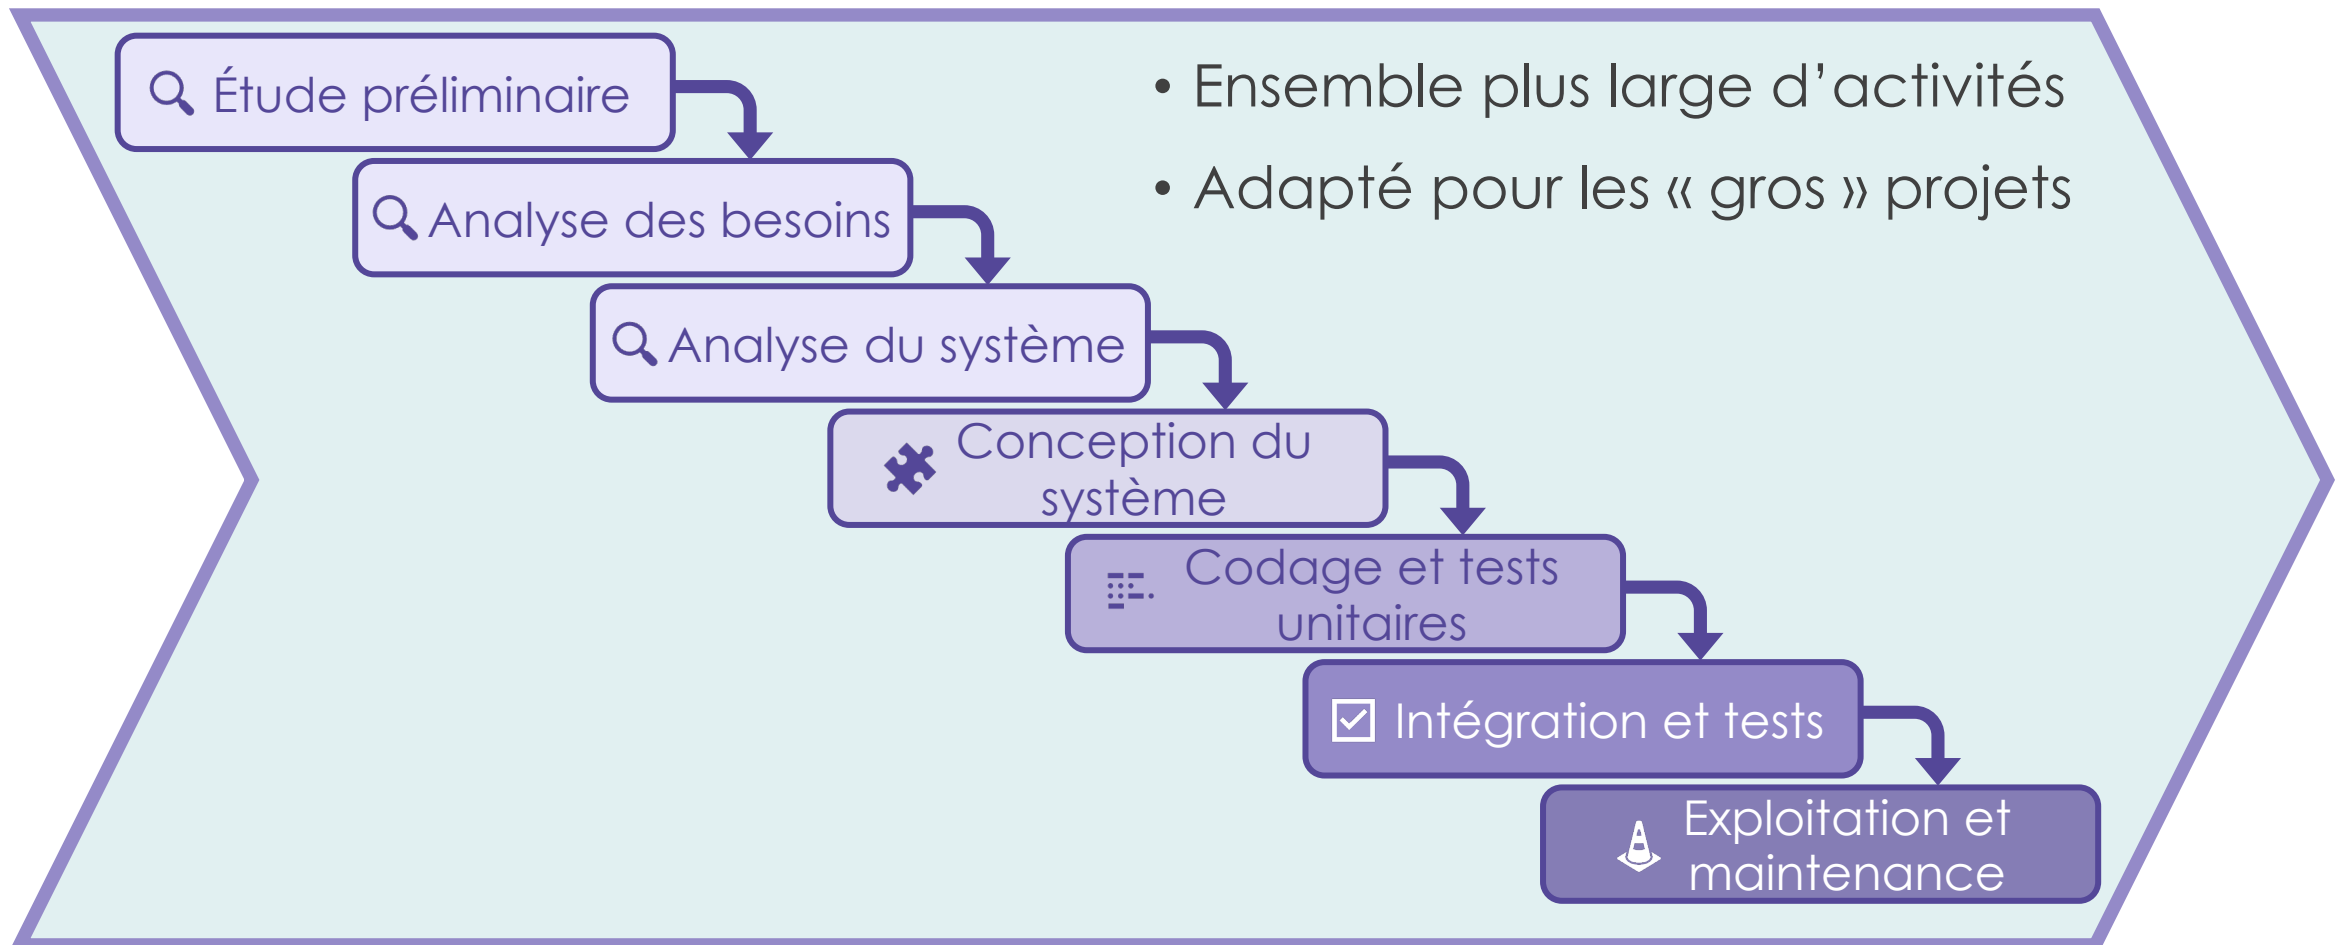 Étude préliminaire
• Ensemble plus large d’activités
• Adapté pour les « gros » projets
Analyse des besoins
Analyse du système
Conception du
système
Codage et tests
unitaires
Intégration et tests
Exploitation et
maintenance